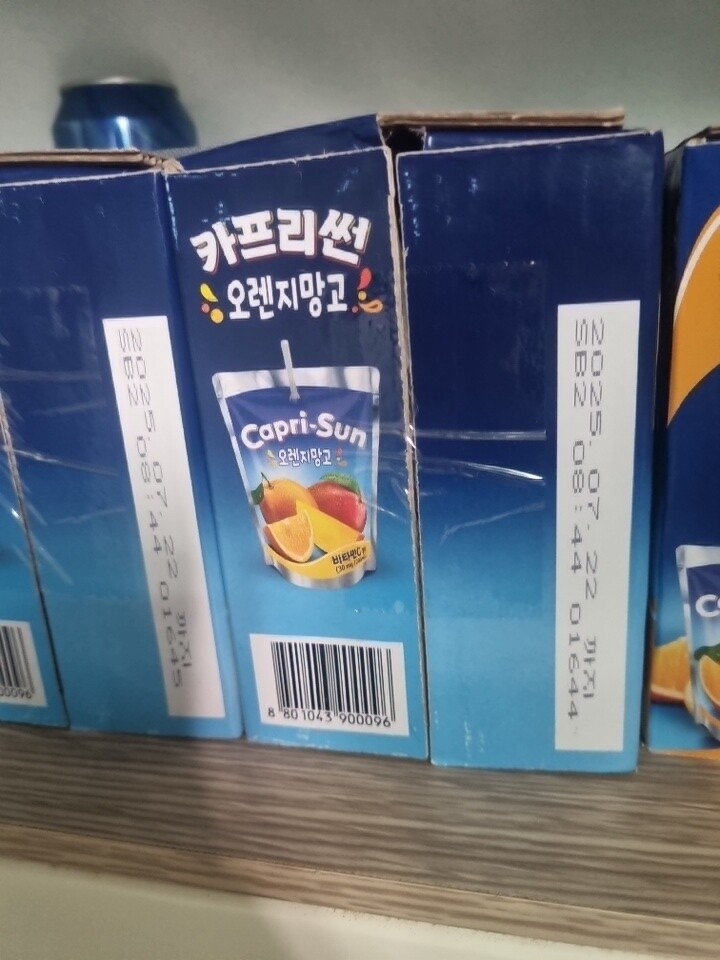 2025.07.22 까지
SB2 08:44 01645
카프리썬
오렌지망고
Capri-Sun
오렌지망고
비타민C
8 801043 900096
2025.07.22 까지
SB2 08:44 01644
00096